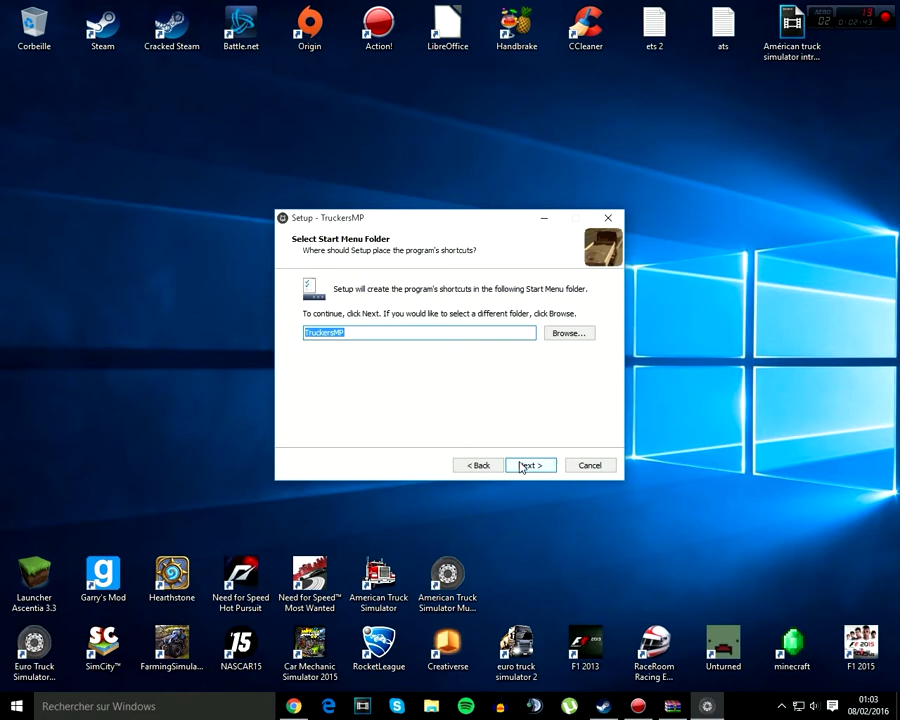 Corbeille
Steam
Cracked Steam
Battle.net
Origin
Action!
LibreOffice
Handbrake
CCleaner
ets 2
ats
Américan truck
simulator intr...
13
02
0:02:43
Setup - TruckersMP
Select Start Menu Folder
Where should Setup place the program's shortcuts?
Setup will create the program's shortcuts in the following Start Menu folder.
To continue, click Next. If you would like to select a different folder, click Browse.
TruckersMP
Browse...
< Back
Next >
Cancel
Launcher
Ascentia 3.3
Garry's Mod
Hearthstone
Need for Speed
Hot Pursuit
Need for Speed™
Most Wanted
American Truck
Simulator
American Truck
Simulator Mu...
Euro Truck
Simulator...
SimCity™
FarmingSimula...
NASCAR15
Car Mechanic
Simulator 2015
RocketLeague
Creativerse
euro truck
simulator 2
F1 2013
RaceRoom
Racing E...
Unturned
minecraft
F1 2015
Rechercher sur Windows
01:03
08/02/2016